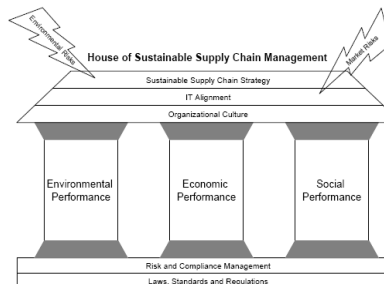 Environmental Risks
Market Risks
House of Sustainable Supply Chain Management
Sustainable Supply Chain Strategy
IT Alignment
Organizational Culture
Environmental
Performance
Economic
Performance
Social
Performance
Risk and Compliance Management
Laws, Standards and Regulations